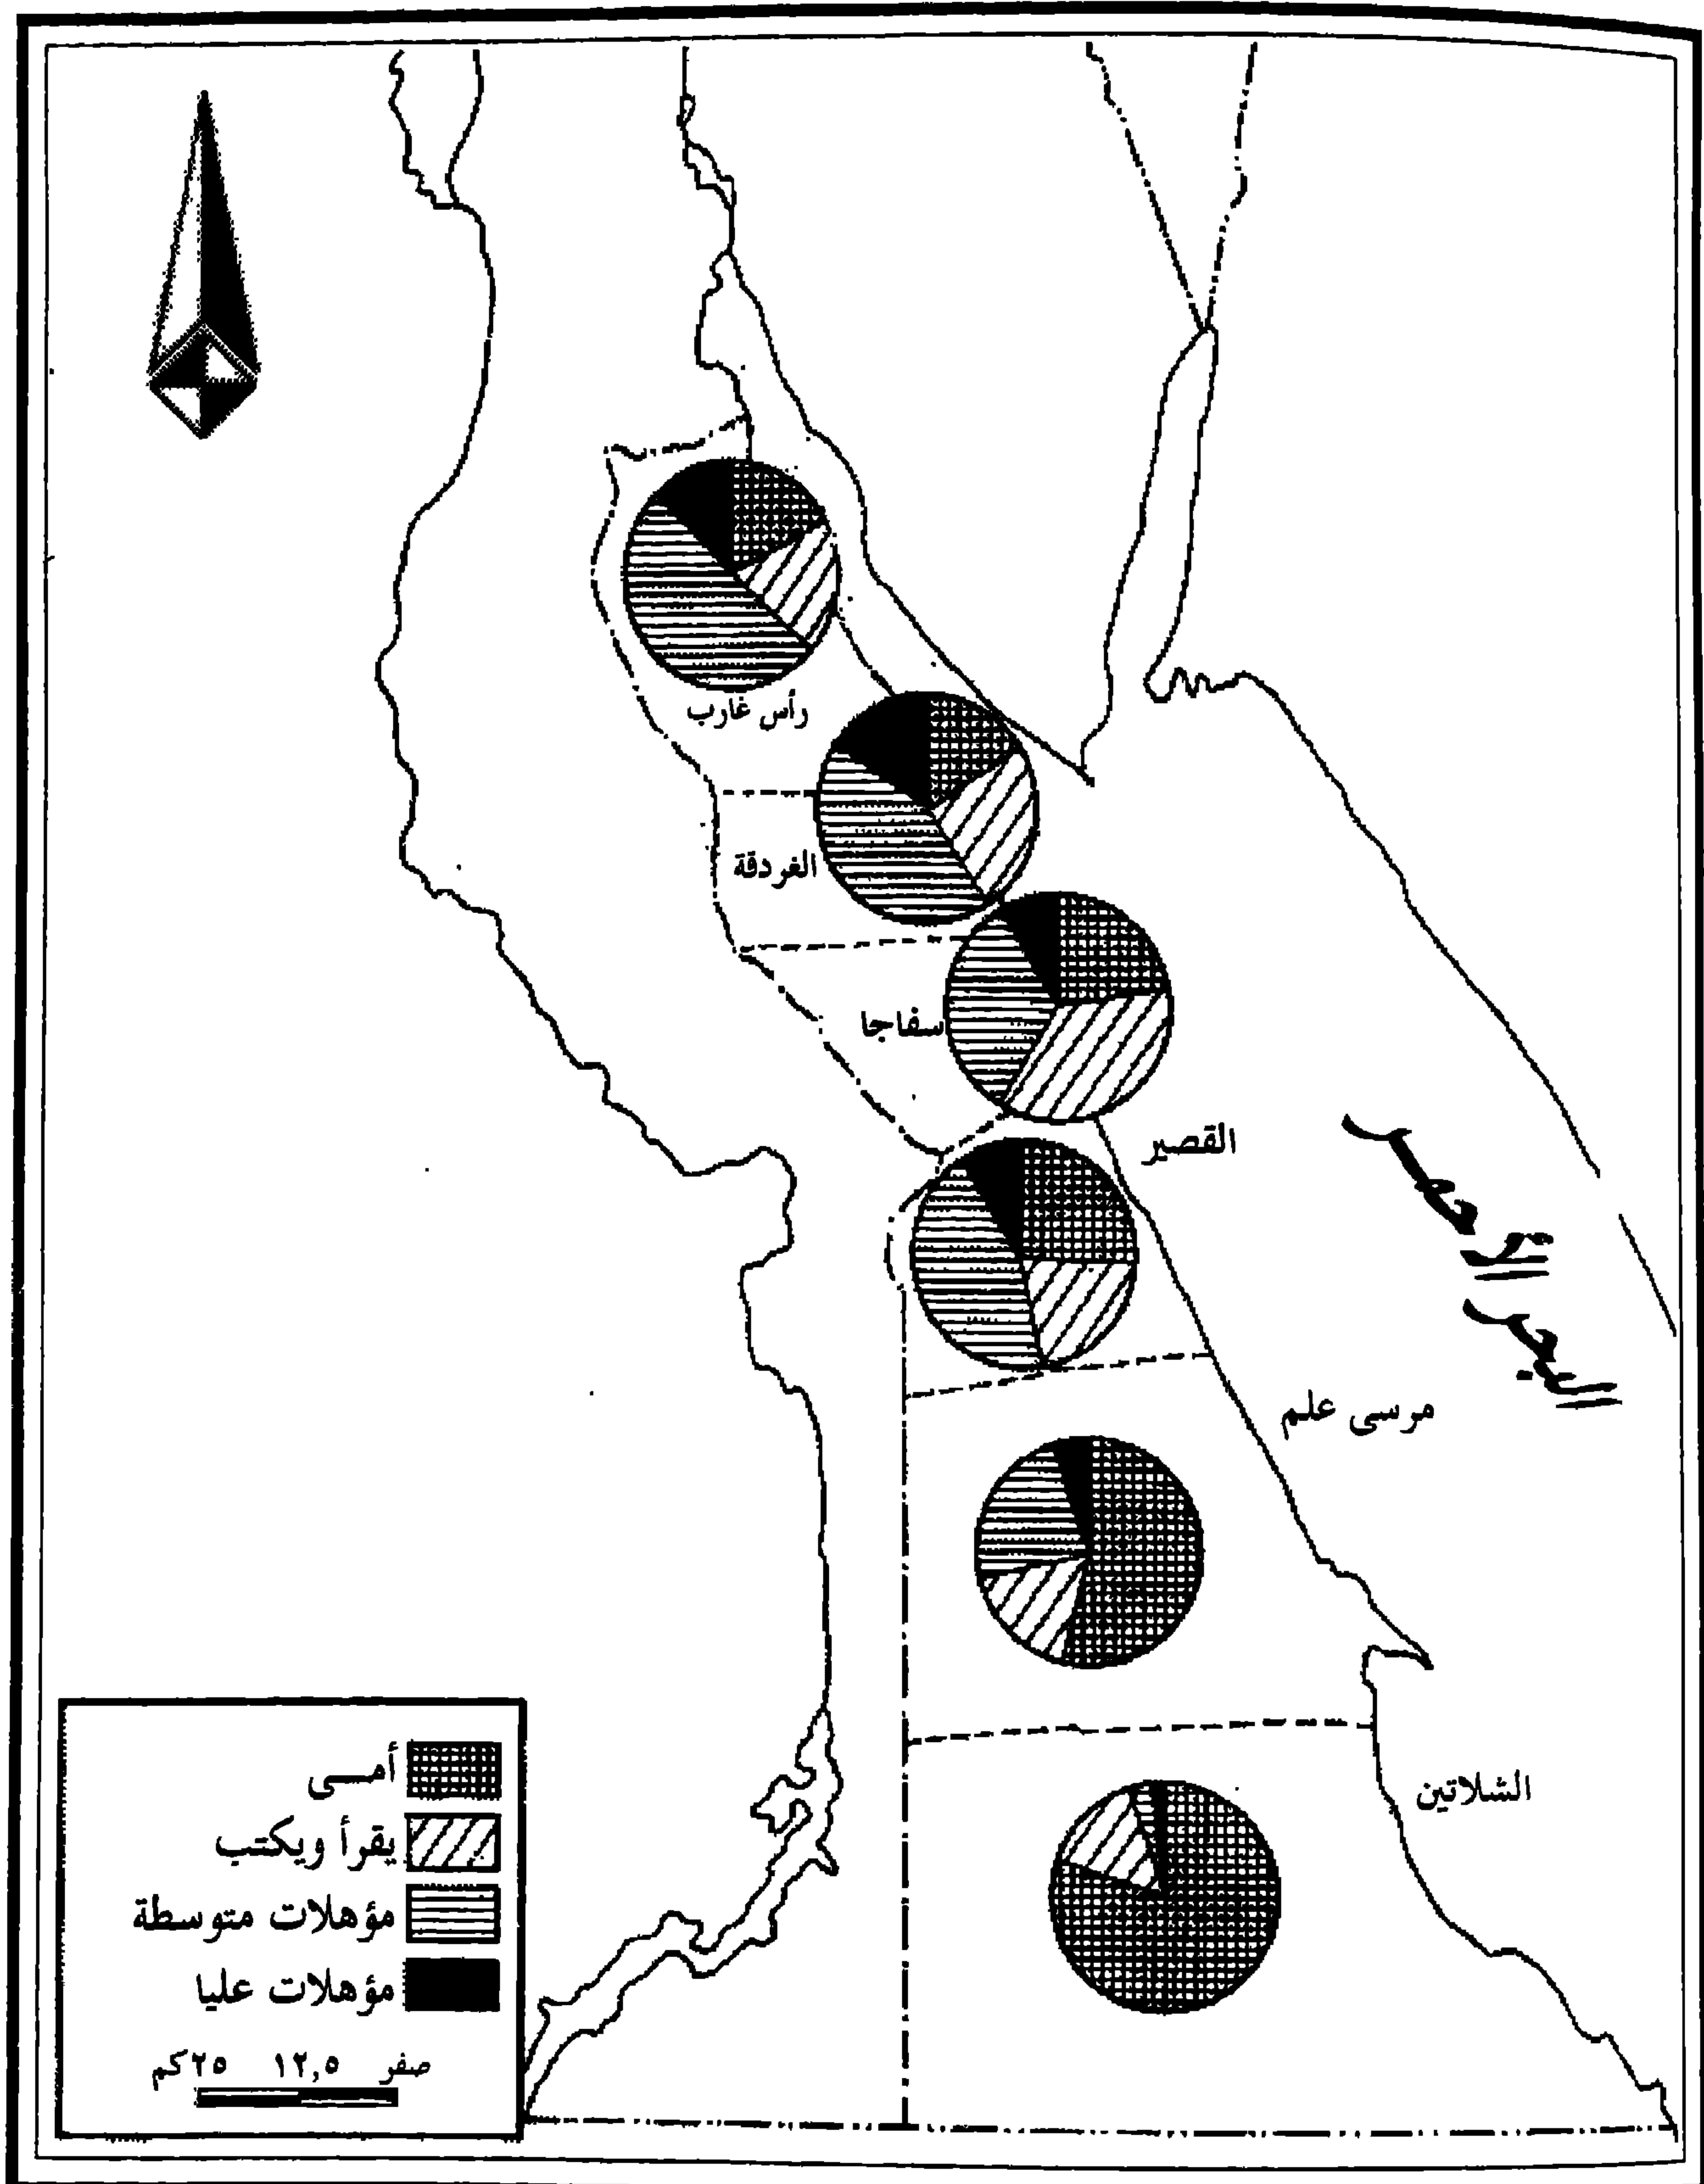 رأس غارب
الغردقة
سفاجا
القصير
البحر الأحمر
مرسى علم
الشلاتين
أمــى
يقرأ ويكتب
مؤهلات متوسطة
مؤهلات عليا
صفر ١٢,٥ ٢٥كم